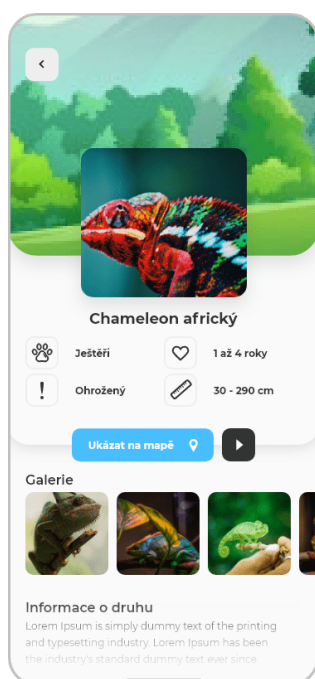 Chameleon africký
Ještěři
1 až 4 roky
Ohrožený
30 - 290 cm
Ukázat na mapě
Galerie
Informace o druhu
Lorem Ipsum is simply dummy text of the printing
and typesetting industry. Lorem Ipsum has been
the industry's standard dummy text ever since